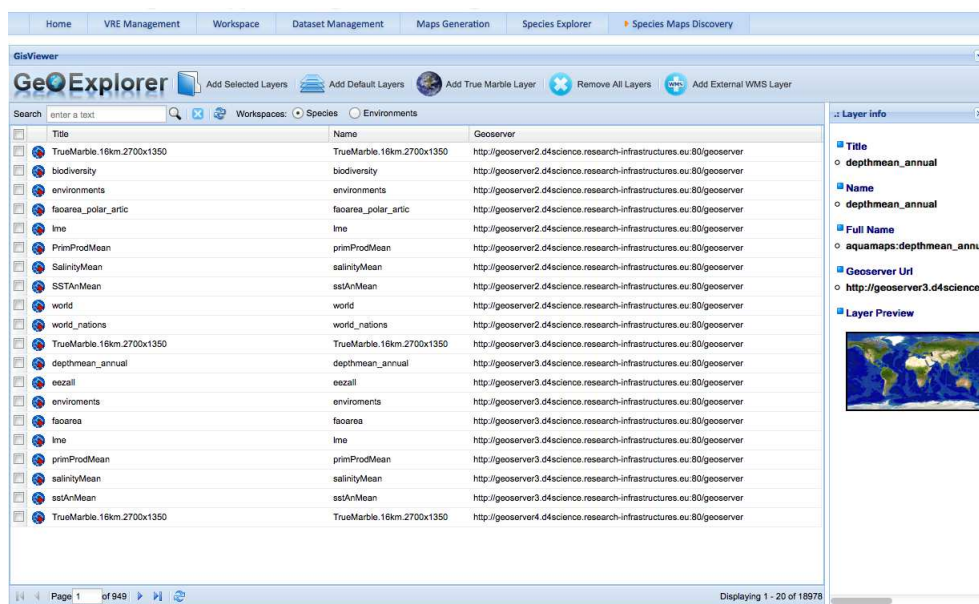 Home VRE Management Workspace Dataset Management Maps Generation Species Explorer Species Maps Discovery
GisViewer
GeOExplorer Add Selected Layers Add Default Layers Add True Marble Layer Remove All Layers WMS Add External WMS Layer
Search enter a text Workspaces: Species Environments
Title Name Geoserver
TrueMarble.16km.2700x1350 TrueMarble.16km.2700x1350 http://geoserver2.d4science.research-infrastructures.eu:80/geoserver
biodiversity biodiversity http://geoserver2.d4science.research-infrastructures.eu:80/geoserver
environments environments http://geoserver2.d4science.research-infrastructures.eu:80/geoserver
faoarea_polar_artic faoarea_polar_artic http://geoserver2.d4science.research-infrastructures.eu:80/geoserver
lme lme http://geoserver2.d4science.research-infrastructures.eu:80/geoserver
PrimProdMean primProdMean http://geoserver2.d4science.research-infrastructures.eu:80/geoserver
SalinityMean salinityMean http://geoserver2.d4science.research-infrastructures.eu:80/geoserver
SSTAnMean sstAnMean http://geoserver2.d4science.research-infrastructures.eu:80/geoserver
world world http://geoserver2.d4science.research-infrastructures.eu:80/geoserver
world_nations world_nations http://geoserver2.d4science.research-infrastructures.eu:80/geoserver
TrueMarble.16km.2700x1350 TrueMarble.16km.2700x1350 http://geoserver3.d4science.research-infrastructures.eu:80/geoserver
depthmean_annual depthmean_annual http://geoserver3.d4science.research-infrastructures.eu:80/geoserver
eezall eezall http://geoserver3.d4science.research-infrastructures.eu:80/geoserver
enviroments enviroments http://geoserver3.d4science.research-infrastructures.eu:80/geoserver
faoarea faoarea http://geoserver3.d4science.research-infrastructures.eu:80/geoserver
lme lme http://geoserver3.d4science.research-infrastructures.eu:80/geoserver
primProdMean primProdMean http://geoserver3.d4science.research-infrastructures.eu:80/geoserver
salinityMean salinityMean http://geoserver3.d4science.research-infrastructures.eu:80/geoserver
sstAnMean sstAnMean http://geoserver3.d4science.research-infrastructures.eu:80/geoserver
TrueMarble.16km.2700x1350 TrueMarble.16km.2700x1350 http://geoserver4.d4science.research-infrastructures.eu:80/geoserver
Page 1 of 949 Displaying 1 - 20 of 18978
.: Layer info
Title
depthmean_annual
Name
depthmean_annual
Full Name
aquamaps:depthmean_annu
Geoserver Url
http://geoserver3.d4science
Layer Preview